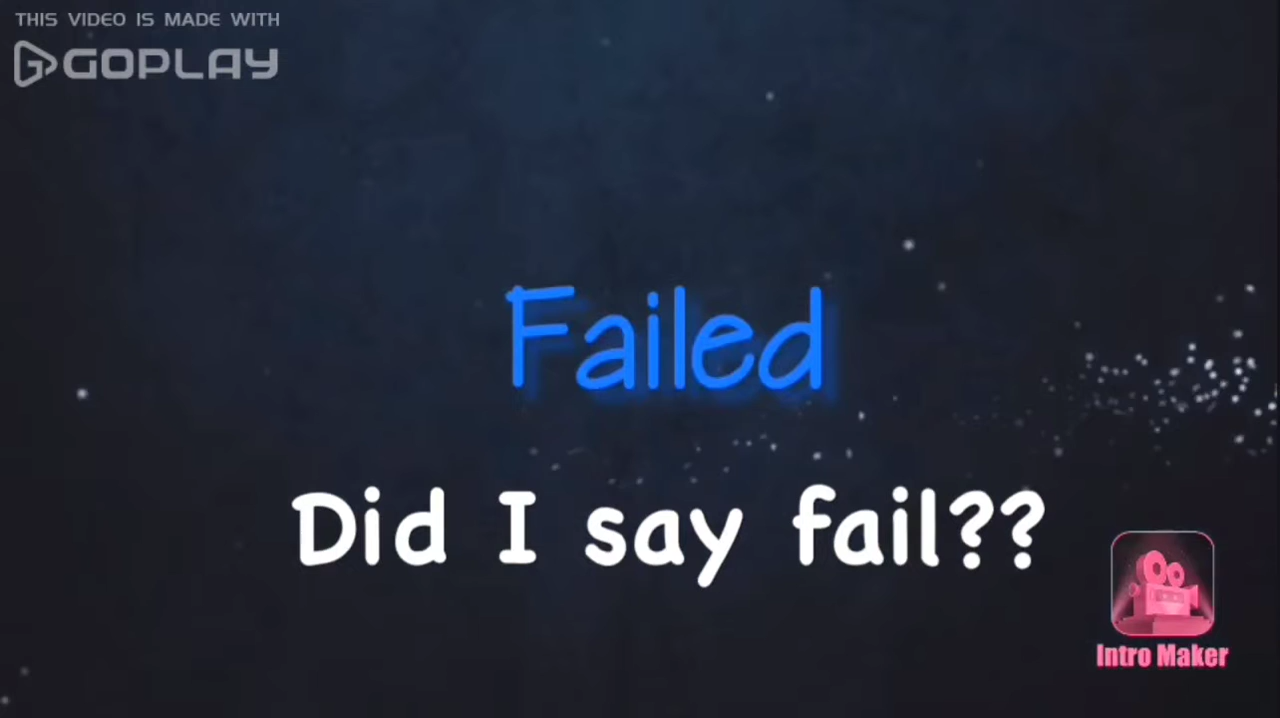 THIS VIDEO IS MADE WITH
GOPLAY
Failed
Did I say fail??
Intro Maker